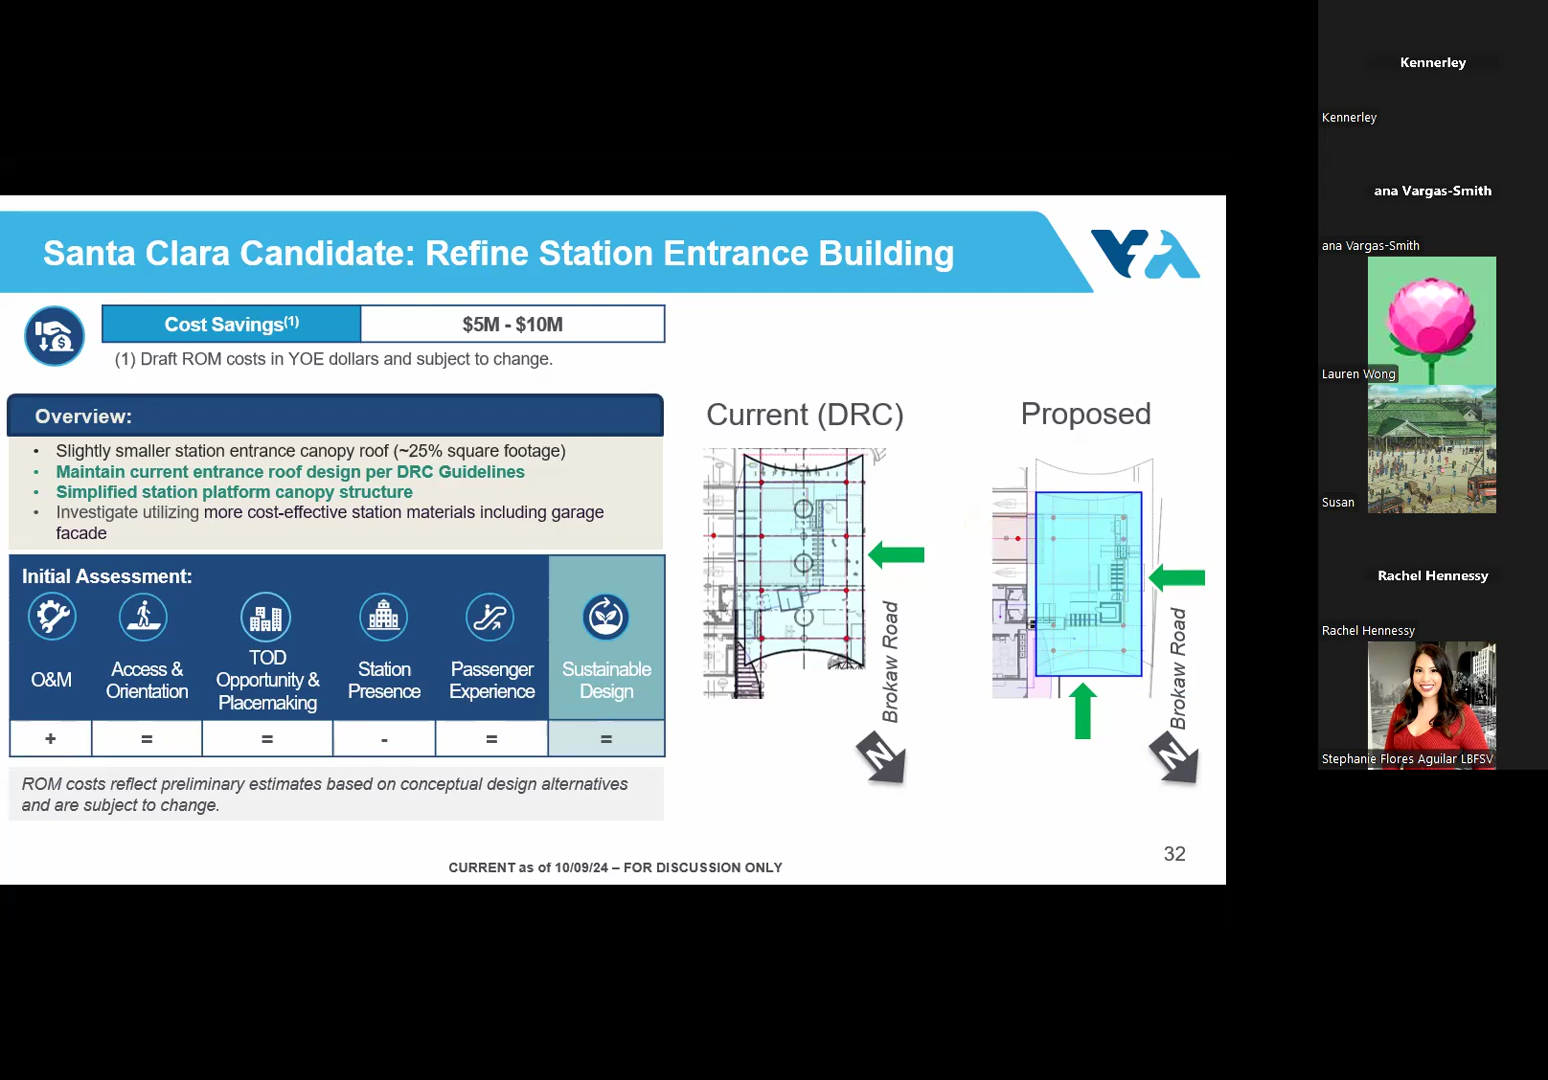 Santa Clara Candidate: Refine Station Entrance Building
VTA
Cost Savings(1)
$5M - $10M
(1) Draft ROM costs in YOE dollars and subject to change.
Overview:
• Slightly smaller station entrance canopy roof (~25% square footage)
• Maintain current entrance roof design per DRC Guidelines
• Simplified station platform canopy structure
• Investigate utilizing more cost-effective station materials including garage
facade
Initial Assessment:
O&M
Access &
Orientation
TOD
Opportunity &
Placemaking
Station
Presence
Passenger
Experience
Sustainable
Design
+
=
=
-
=
=
ROM costs reflect preliminary estimates based on conceptual design alternatives
and are subject to change.
Current (DRC)
Brokaw Road
N
Proposed
Brokaw Road
N
CURRENT as of 10/09/24 – FOR DISCUSSION ONLY
32
Kennerley
Kennerley
ana Vargas-Smith
ana Vargas-Smith
Lauren Wong
Susan
Rachel Hennessy
Rachel Hennessy
Stephanie Flores Aguilar LBFSV